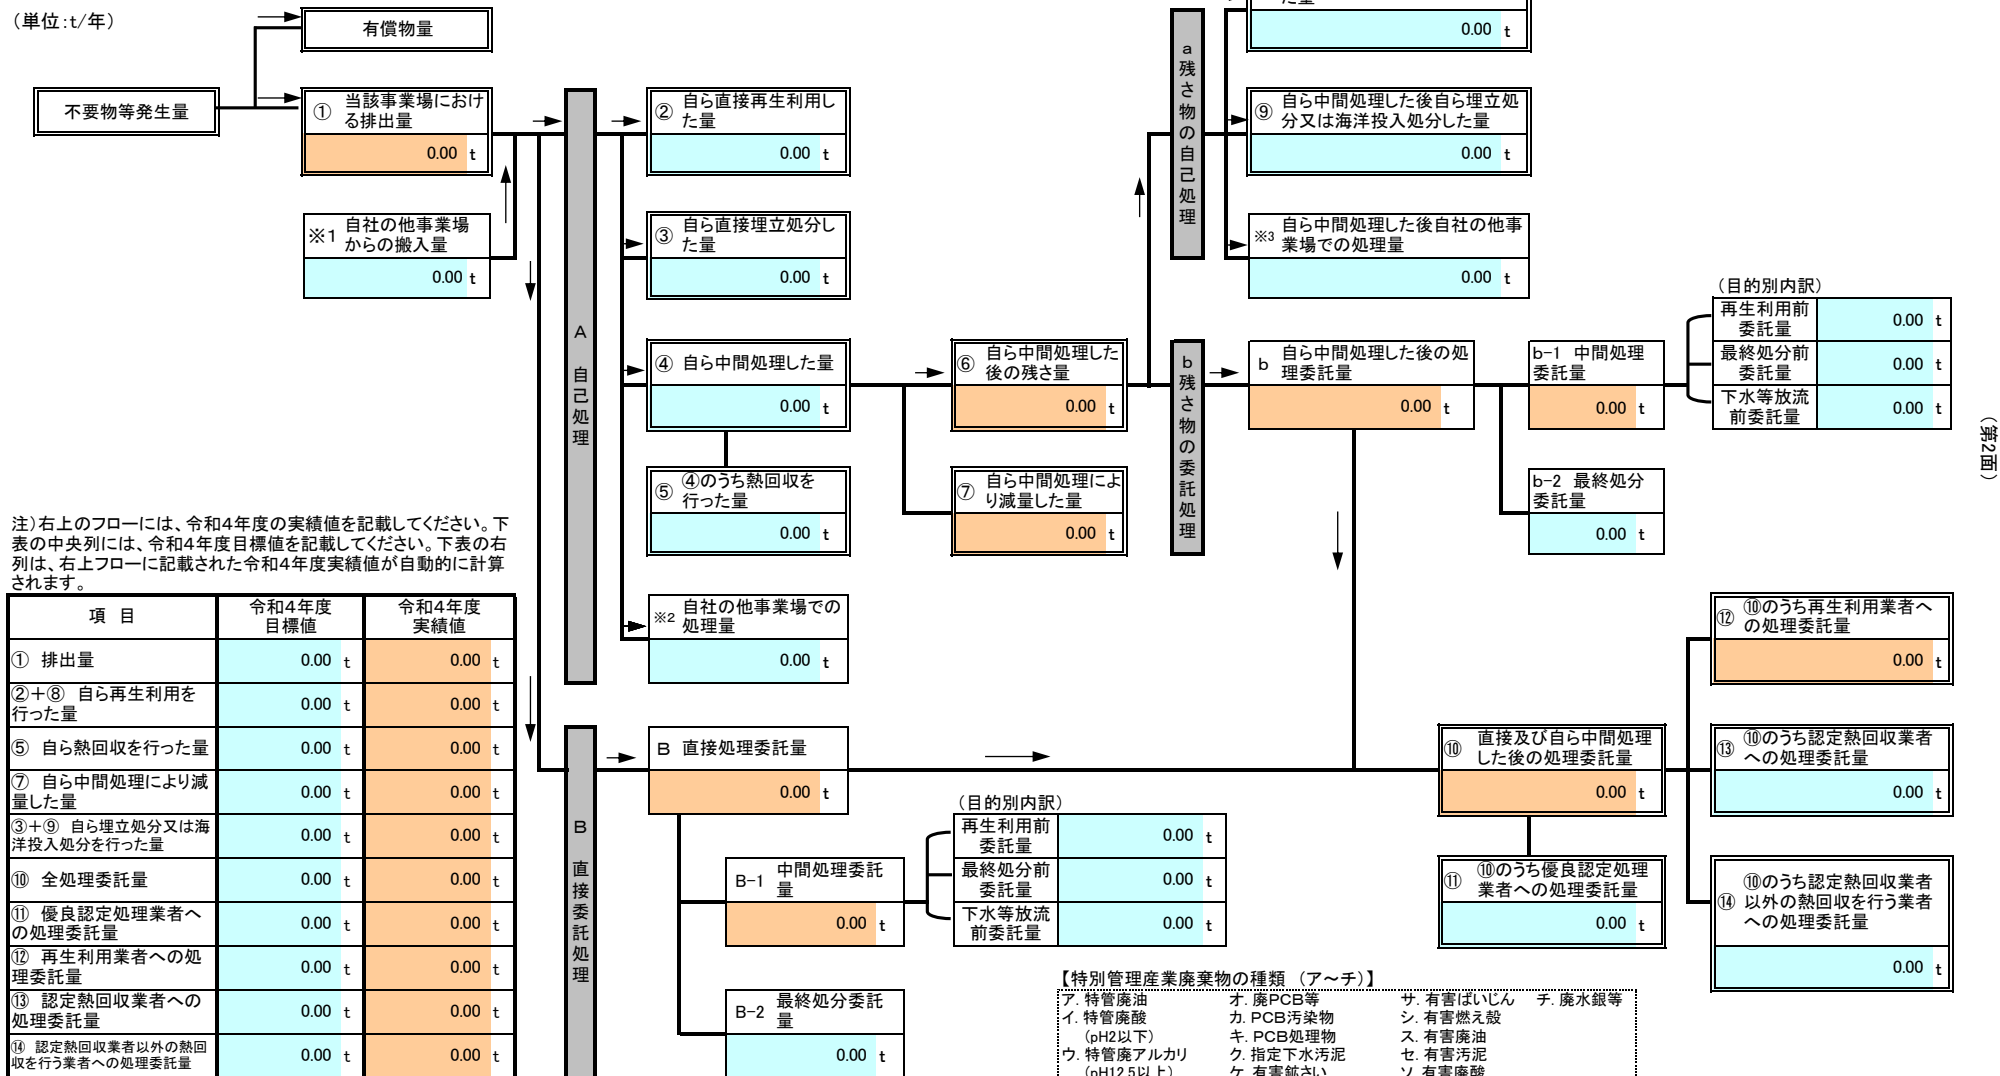 （単位:t/年）
有償物量
不要物等発生量
① 当該事業場におけ
る排出量
0.00 t
※1 自社の他事業場
からの搬入量
0.00 t
A 自己処理
② 自ら直接再生利用し
た量
0.00 t
③ 自ら直接埋立処分し
た量
0.00 t
④ 自ら中間処理した量
0.00 t
⑤ ④のうち熱回収を
行った量
0.00 t
※2 自社の他事業場での
処理量
0.00 t
⑥ 自ら中間処理した
後の残さ量
0.00 t
⑦ 自ら中間処理によ
り減量した量
0.00 t
a 残さ物の自己処理
0.00 t
⑨ 自ら中間処理した後自ら埋立処
分又は海洋投入処分した量
0.00 t
※3 自ら中間処理した後自社の他事
業場での処理量
0.00 t
b 残さ物の委託処理
b 自ら中間処理した後の処
理委託量
0.00 t
b-1 中間処理
委託量
0.00 t
b-2 最終処分
委託量
0.00 t
（目的別内訳）
再生利用前
委託量
0.00 t
最終処分前
委託量
0.00 t
下水等放流
前委託量
0.00 t
（第2面）
注）右上のフローには、令和4年度の実績値を記載してください。下
表の中央列には、令和4年度目標値を記載してください。下表の右
列は、右上フローに記載された令和4年度実績値が自動的に計算
されます。
項 目 令和4年度
目標値 令和4年度
実績値
① 排出量 0.00 t 0.00 t
②＋⑧ 自ら再生利用を
行った量 0.00 t 0.00 t
⑤ 自ら熱回収を行った量 0.00 t 0.00 t
⑦ 自ら中間処理により減
量した量 0.00 t 0.00 t
③＋⑨ 自ら埋立処分又は海
洋投入処分を行った量 0.00 t 0.00 t
⑩ 全処理委託量 0.00 t 0.00 t
⑪ 優良認定処理業者へ
の処理委託量 0.00 t 0.00 t
⑫ 再生利用業者への処
理委託量 0.00 t 0.00 t
⑬ 認定熱回収業者への
処理委託量 0.00 t 0.00 t
⑭ 認定熱回収業者以外の熱回
収を行う業者への処理委託量 0.00 t 0.00 t
B 直接委託処理
B 直接処理委託量
0.00 t
B-1 中間処理委託
量
0.00 t
B-2 最終処分委託
量
0.00 t
（目的別内訳）
再生利用前
委託量
0.00 t
最終処分前
委託量
0.00 t
下水等放流
前委託量
0.00 t
⑩ 直接及び自ら中間処理
した後の処理委託量
0.00 t
⑪ ⑩のうち優良認定処理
業者への処理委託量
0.00 t
⑫ ⑩のうち再生利用業者へ
の処理委託量
0.00 t
⑬ ⑩のうち認定熱回収業者
への処理委託量
0.00 t
⑭ ⑩のうち認定熱回収業者
以外の熱回収を行う業者
への処理委託量
0.00 t
【特別管理産業廃棄物の種類 （ア～チ）】
ア. 特管廃油 オ. 廃PCB等 サ. 有害ばいじん チ. 廃水銀等
イ. 特管廃酸 カ. PCB汚染物 シ. 有害燃え殻
（pH2以下） キ. PCB処理物 ス. 有害廃油
ウ. 特管廃アルカリ ク. 指定下水汚泥 セ. 有害汚泥
（pH12.5以上） ケ. 有害鉱さい ソ. 有害廃酸